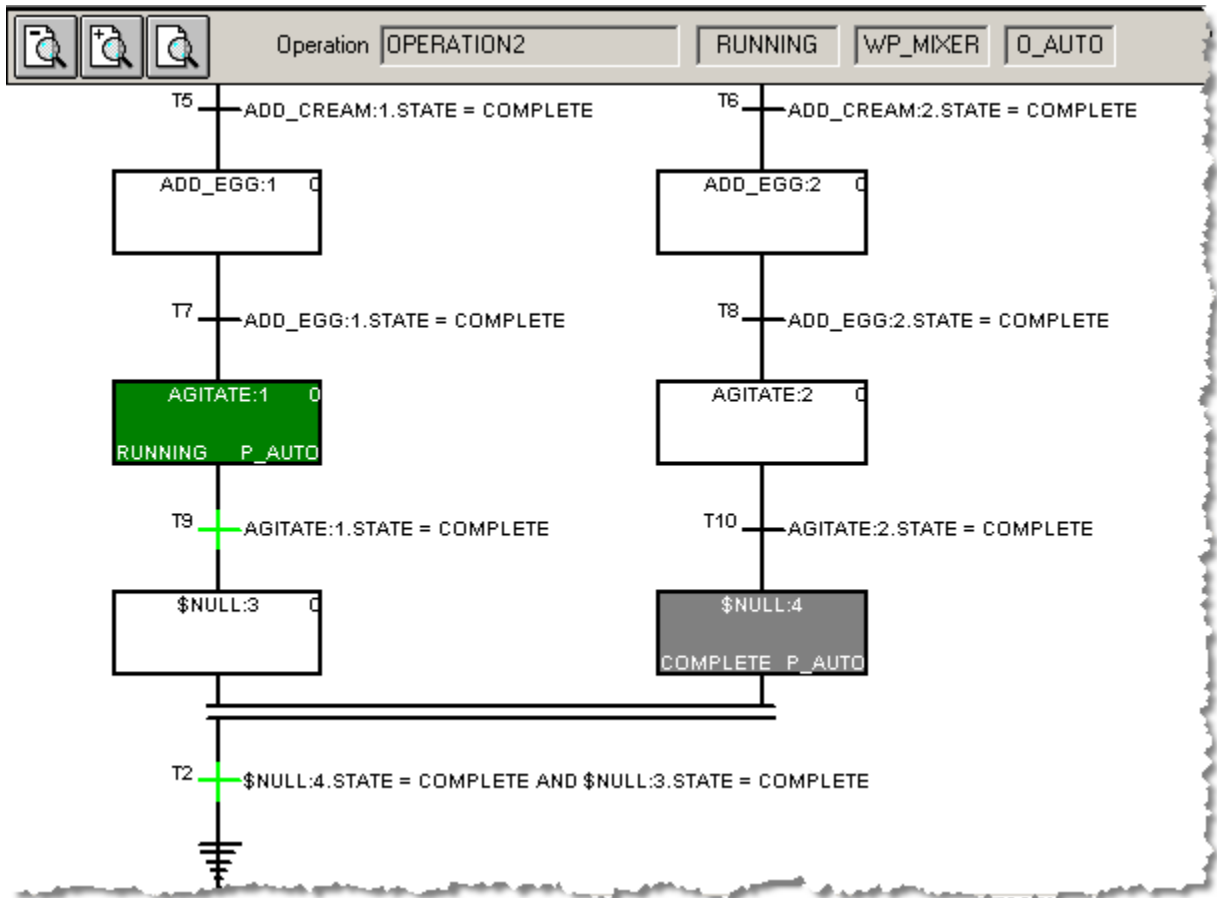 Operation OPERATION2 RUNNING WP_MIXER O_AUTO
T5 ADD_CREAM:1.STATE = COMPLETE T6 ADD_CREAM:2.STATE = COMPLETE
ADD_EGG:1 0 ADD_EGG:2 0
T7 ADD_EGG:1.STATE = COMPLETE T8 ADD_EGG:2.STATE = COMPLETE
AGITATE:1 0 AGITATE:2 0
RUNNING P_AUTO
T9 AGITATE:1.STATE = COMPLETE T10 AGITATE:2.STATE = COMPLETE
$NULL:3 0 $NULL:4
COMPLETE P_AUTO
T2 $NULL:4.STATE = COMPLETE AND $NULL:3.STATE = COMPLETE